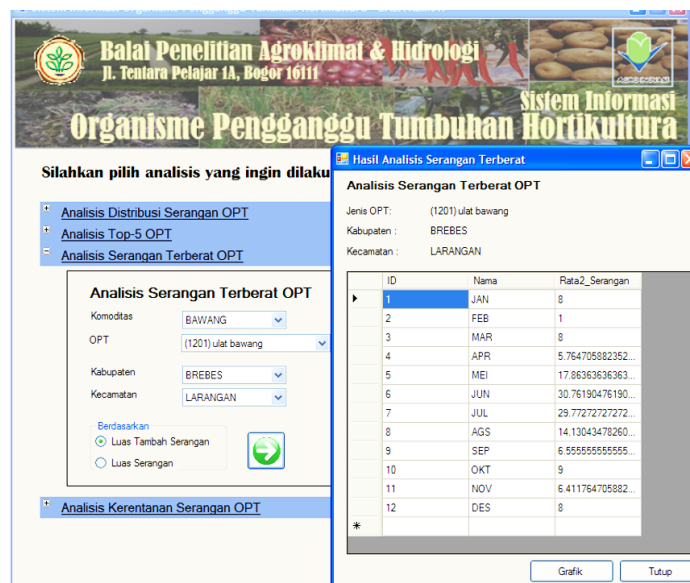 Balai Penelitian Agroklimat & Hidrologi
Jl. Tentara Pelajar 1A, Bogor 16111
Sistem Informasi
Organisme Pengganggu Tumbuhan Hortikultura
Silahkan pilih analisis yang ingin dilaku
Analisis Distribusi Serangan OPT
Analisis Top-5 OPT
Analisis Serangan Terberat OPT
Analisis Serangan Terberat OPT
Komoditas BAWANG
OPT (1201) ulat bawang
Kabupaten BREBES
Kecamatan LARANGAN
Berdasarkan
Luas Tambah Serangan
Luas Serangan
Analisis Kerentanan Serangan OPT
Hasil Analisis Serangan Terberat
Analisis Serangan Terberat OPT
Jenis OPT: (1201) ulat bawang
Kabupaten : BREBES
Kecamatan : LARANGAN
ID Nama Rata2_Serangan
1 JAN 8
2 FEB 1
3 MAR 8
4 APR 5.764705882352...
5 MEI 17.86363636363...
6 JUN 30.76190476190...
7 JUL 29.77272727272...
8 AGS 14.13043478260...
9 SEP 6.555555555555...
10 OKT 9
11 NOV 6.411764705882...
12 DES 8
Grafik Tutup